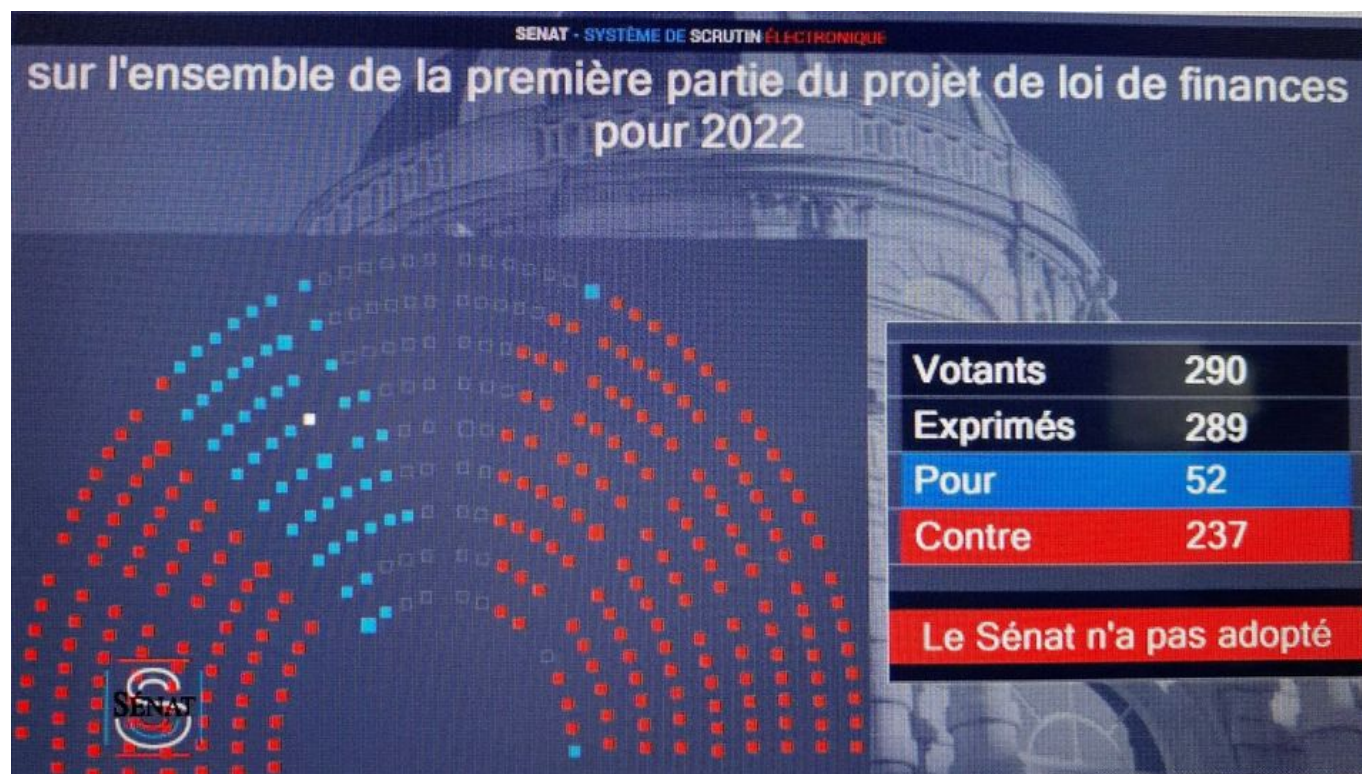 SENAT - SYSTÈME DE SCRUTIN ÉLECTRONIQUE
sur l'ensemble de la première partie du projet de loi de finances
pour 2022
Votants 290
Exprimés 289
Pour 52
Contre 237
Le Sénat n'a pas adopté
SÉNAT